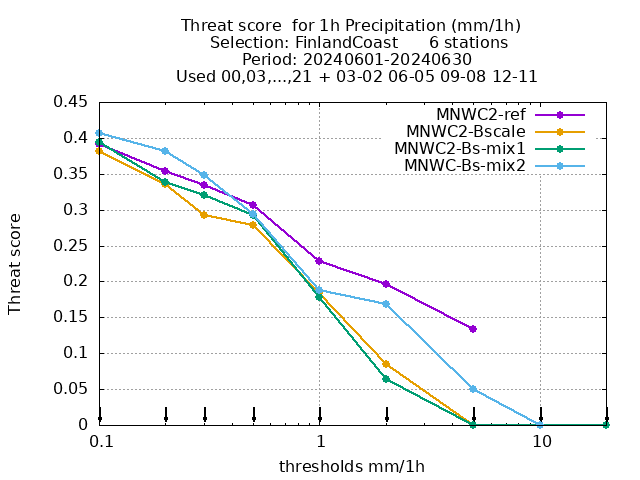 Threat score  for 1h Precipitation (mm/1h)
Selection: FinlandCoast      6 stations
Period: 20240601-20240630
Used 00,03,...,21 + 03-02 06-05 09-08 12-11
MNWC2-ref
MNWC2-Bscale
MNWC2-Bs-mix1
MNWC-Bs-mix2
Threat score
0.45
0.4
0.35
0.3
0.25
0.2
0.15
0.1
0.05
0
0.1 1 10
thresholds mm/1h